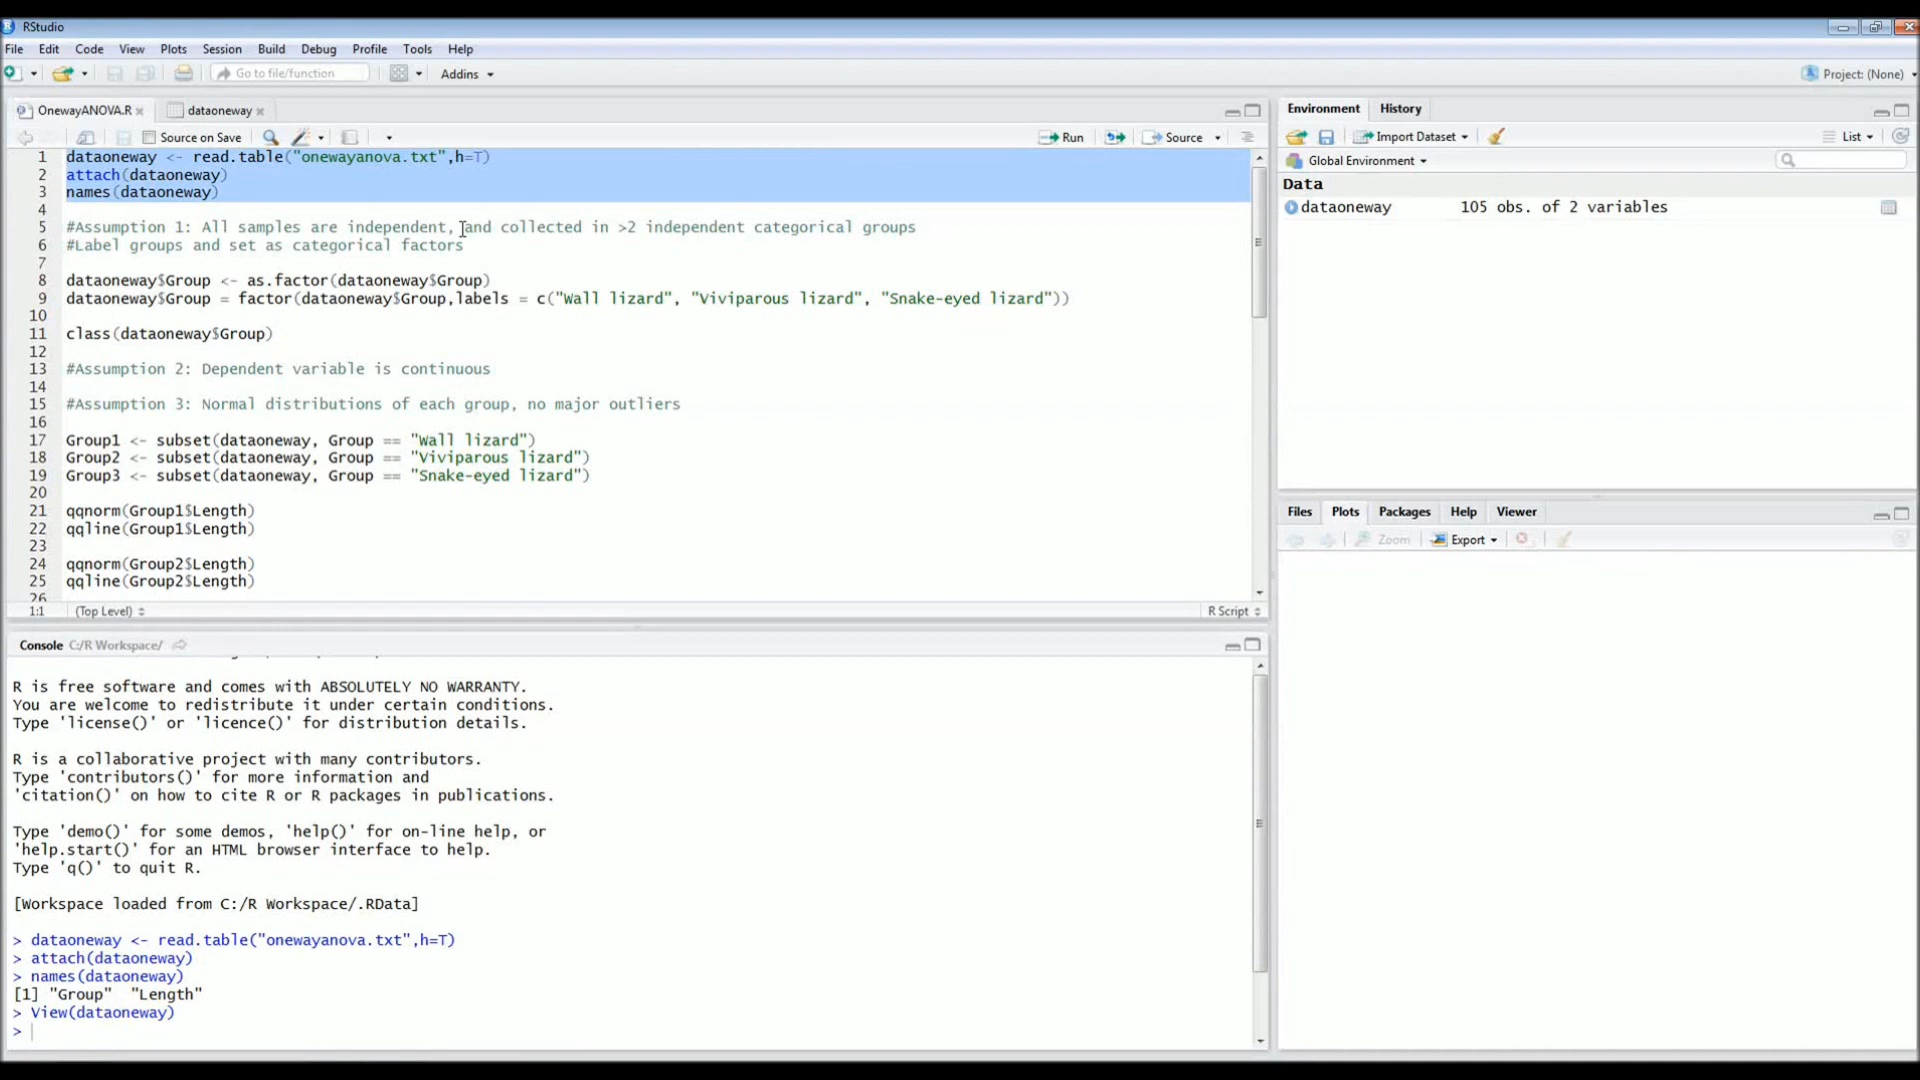 RStudio
File Edit Code View Plots Session Build Debug Profile Tools Help
Go to file/function Addins Project: (None)
OnewayANOVA.R dataoneway
Source on Save Run Source
1 dataoneway <- read.table("onewayanova.txt",h=T)
2 attach(dataoneway)
3 names(dataoneway)
4
5 #Assumption 1: All samples are independent, and collected in >2 independent categorical groups
6 #Label groups and set as categorical factors
7
8 dataoneway$Group <- as.factor(dataoneway$Group)
9 dataoneway$Group = factor(dataoneway$Group,labels = c("Wall lizard", "Viviparous lizard", "Snake-eyed lizard"))
10
11 class(dataoneway$Group)
12
13 #Assumption 2: Dependent variable is continuous
14
15 #Assumption 3: Normal distributions of each group, no major outliers
16
17 Group1 <- subset(dataoneway, Group == "Wall lizard")
18 Group2 <- subset(dataoneway, Group == "Viviparous lizard")
19 Group3 <- subset(dataoneway, Group == "Snake-eyed lizard")
20
21 qqnorm(Group1$Length)
22 qqline(Group1$Length)
23
24 qqnorm(Group2$Length)
25 qqline(Group2$Length)
26
1:1 (Top Level) R Script
Console C:/R Workspace/
R is free software and comes with ABSOLUTELY NO WARRANTY.
You are welcome to redistribute it under certain conditions.
Type 'license()' or 'licence()' for distribution details.
R is a collaborative project with many contributors.
Type 'contributors()' for more information and
'citation()' on how to cite R or R packages in publications.
Type 'demo()' for some demos, 'help()' for on-line help, or
'help.start()' for an HTML browser interface to help.
Type 'q()' to quit R.
[Workspace loaded from C:/R Workspace/.RData]
> dataoneway <- read.table("onewayanova.txt",h=T)
> attach(dataoneway)
> names(dataoneway)
[1] "Group" "Length"
> View(dataoneway)
>
Environment History
Import Dataset List
Global Environment
Data
dataoneway 105 obs. of 2 variables
Files Plots Packages Help Viewer
Zoom Export